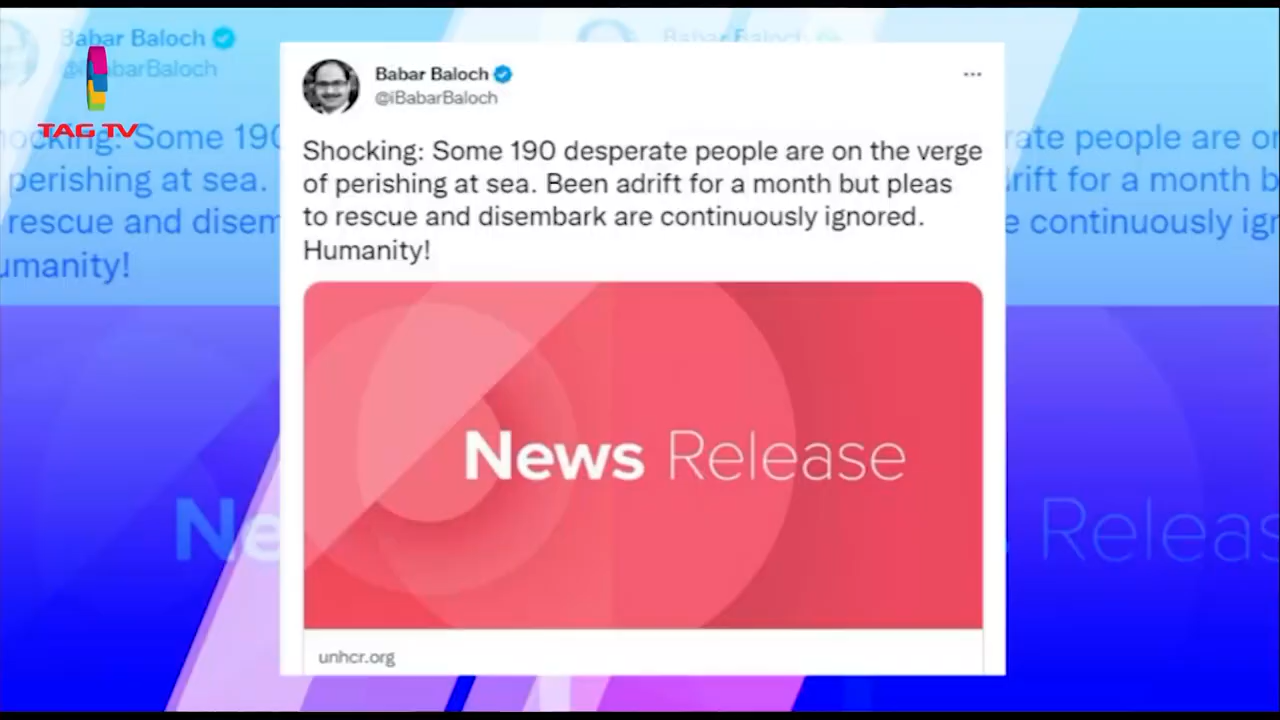 TAG TV
Babar Baloch
@iBabarBaloch
Shocking: Some 190 desperate people are on the verge
of perishing at sea. Been adrift for a month but pleas
to rescue and disembark are continuously ignored.
Humanity!
News Release
unhcr.org